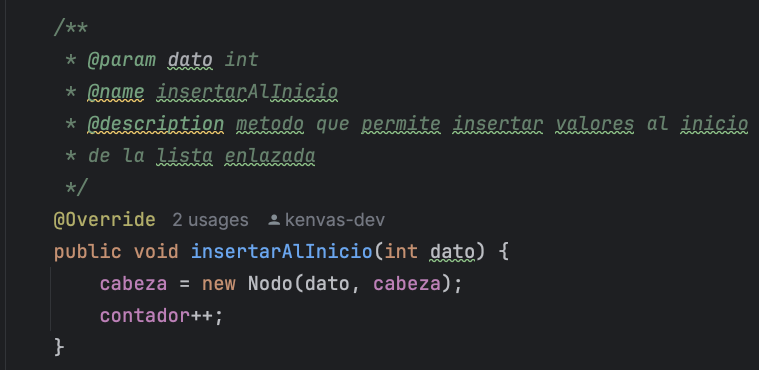 /**
 * @param dato int
 * @name insertarAlInicio
 * @description metodo que permite insertar valores al inicio
 * de la lista enlazada
 */
@Override 2 usages kenvas-dev
public void insertarAlInicio(int dato) {
    cabeza = new Nodo(dato, cabeza);
    contador++;
}